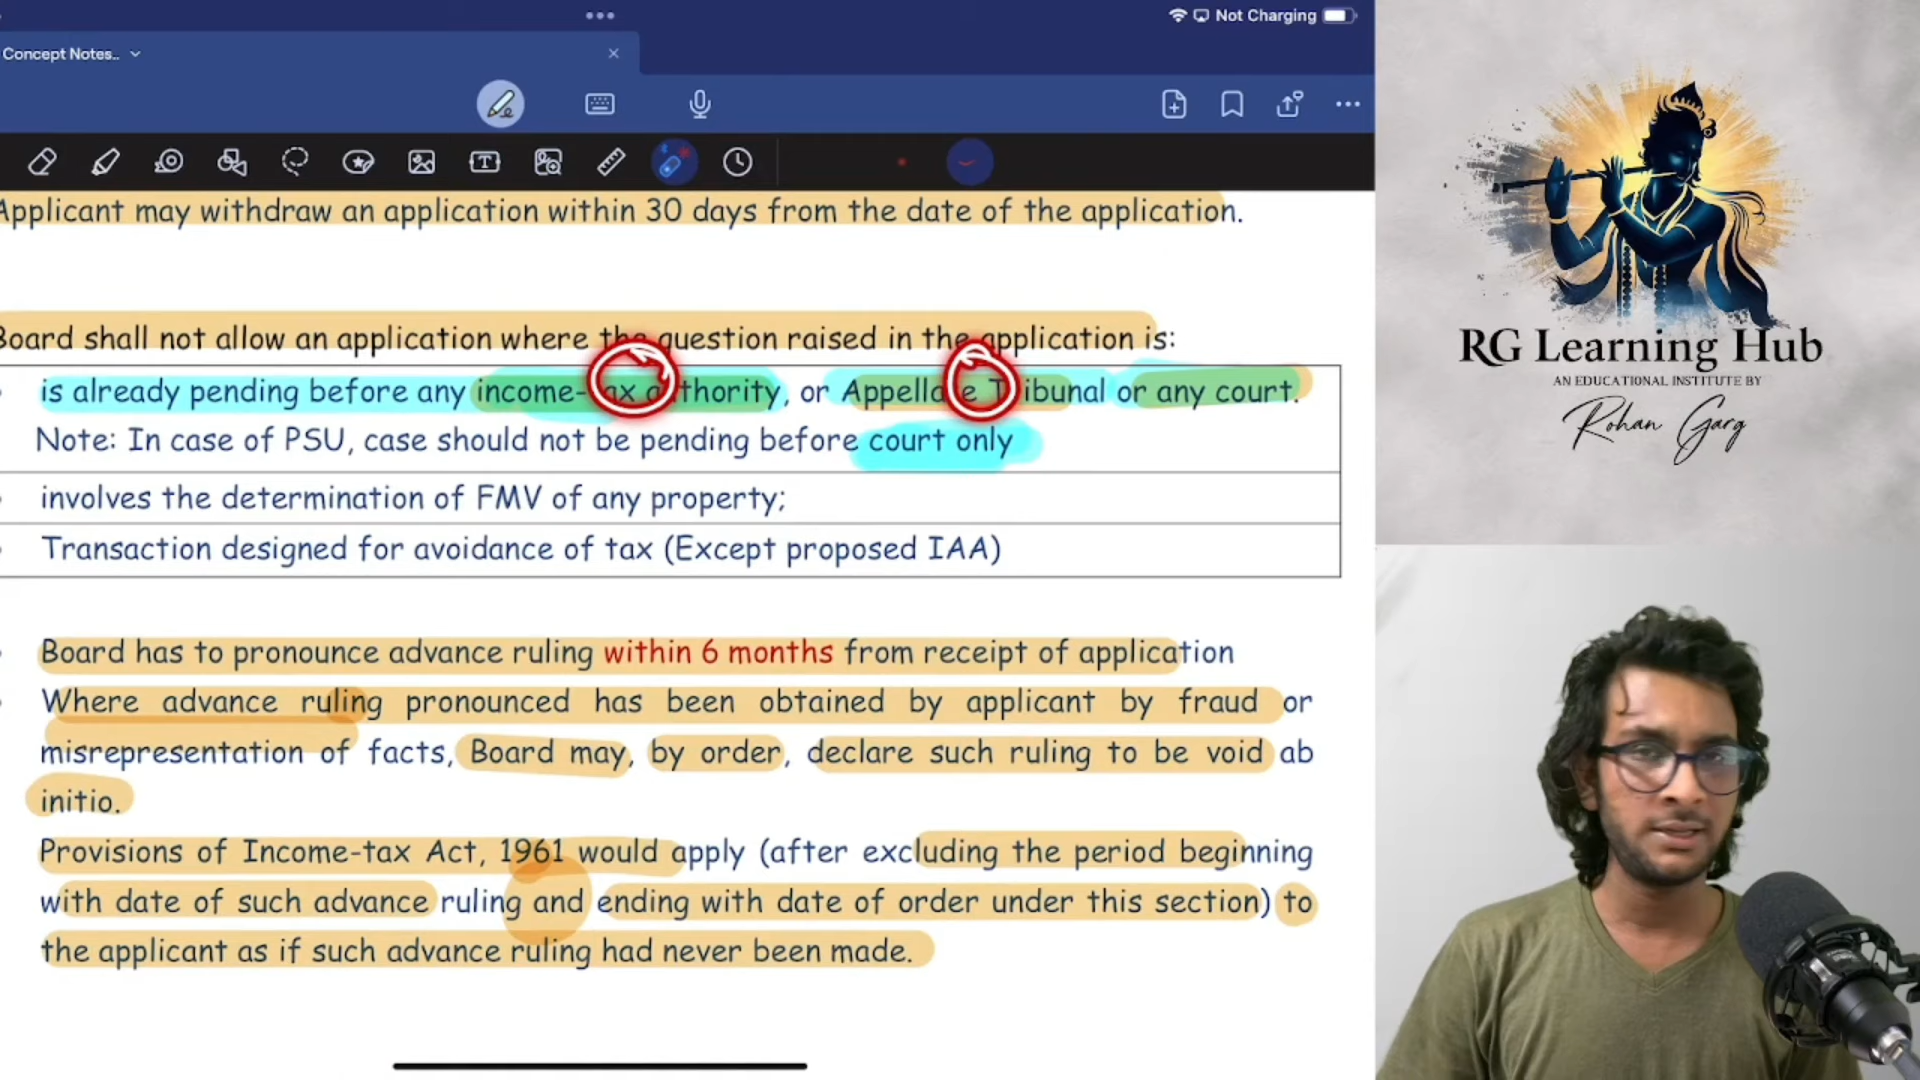 Not Charging
Concept Notes..
Applicant may withdraw an application within 30 days from the date of the application.
Board shall not allow an application where the question raised in the application is:
is already pending before any income-tax authority, or Appellate Tribunal or any court.
Note: In case of PSU, case should not be pending before court only
involves the determination of FMV of any property;
Transaction designed for avoidance of tax (Except proposed IAA)
Board has to pronounce advance ruling within 6 months from receipt of application
Where advance ruling pronounced has been obtained by applicant by fraud or
misrepresentation of facts, Board may, by order, declare such ruling to be void ab
initio.
Provisions of Income-tax Act, 1961 would apply (after excluding the period beginning
with date of such advance ruling and ending with date of order under this section) to
the applicant as if such advance ruling had never been made.
RG Learning Hub
AN EDUCATIONAL INSTITUTE BY
Rohan Garg